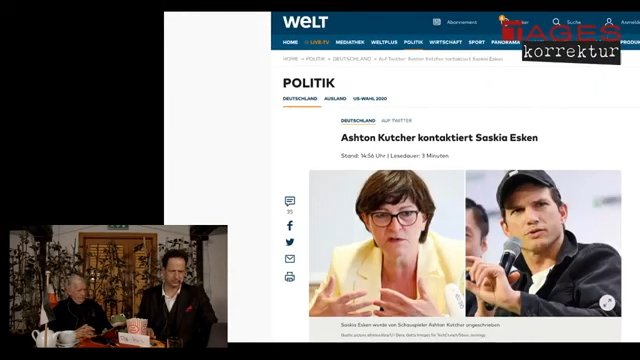 welt
Abonnement
Suche
TAGES
korrektur
HOME LIVE-TV MEDIATHEK WELTPLUS POLITIK WIRTSCHAFT SPORT PANORAMA
HOME POLITIK DEUTSCHLAND Auf Twitter: Ashton Kutcher kontaktiert Saskia Esken
POLITIK
DEUTSCHLAND AUSLAND US-WAHL 2020
DEUTSCHLAND AUF TWITTER
Ashton Kutcher kontaktiert Saskia Esken
Stand: 14:56 Uhr | Lesedauer: 3 Minuten
35
Saskia Esken wurde von Schauspieler Ashton Kutcher angeschrieben